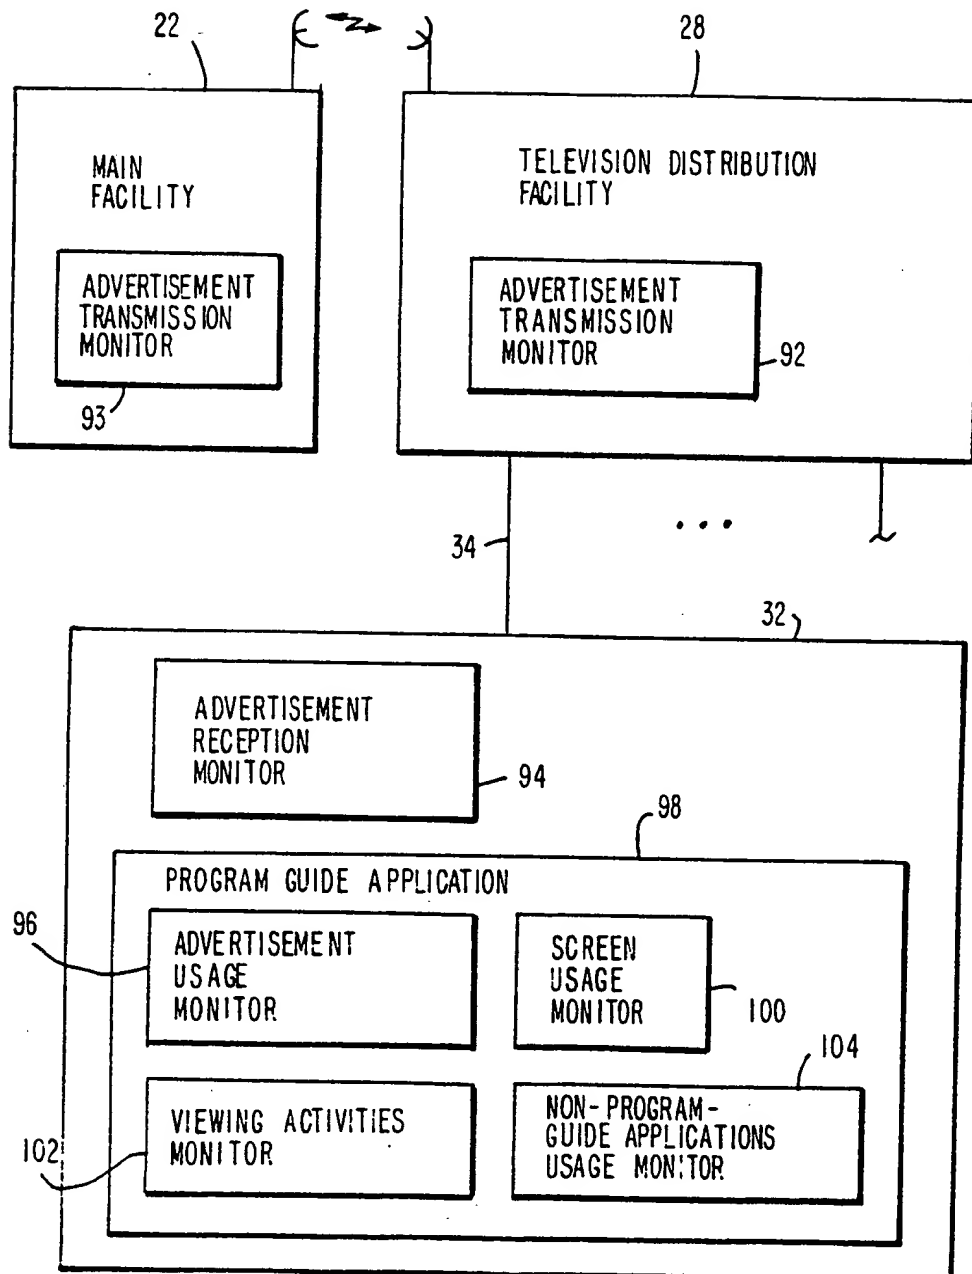 22
28
MAIN
FACILITY
TELEVISION DISTRIBUTION
FACILITY
ADVERTISEMENT
TRANSMISSION
MONITOR
93
ADVERTISEMENT
TRANSMISSION
MONITOR
92
34
...
32
ADVERTISEMENT
RECEPTION
MONITOR
94
98
PROGRAM GUIDE APPLICATION
96
ADVERTISEMENT
USAGE
MONITOR
SCREEN
USAGE
MONITOR
100
104
VIEWING ACTIVITIES
MONITOR
102
NON-PROGRAM-
GUIDE APPLICATIONS
USAGE MONITOR